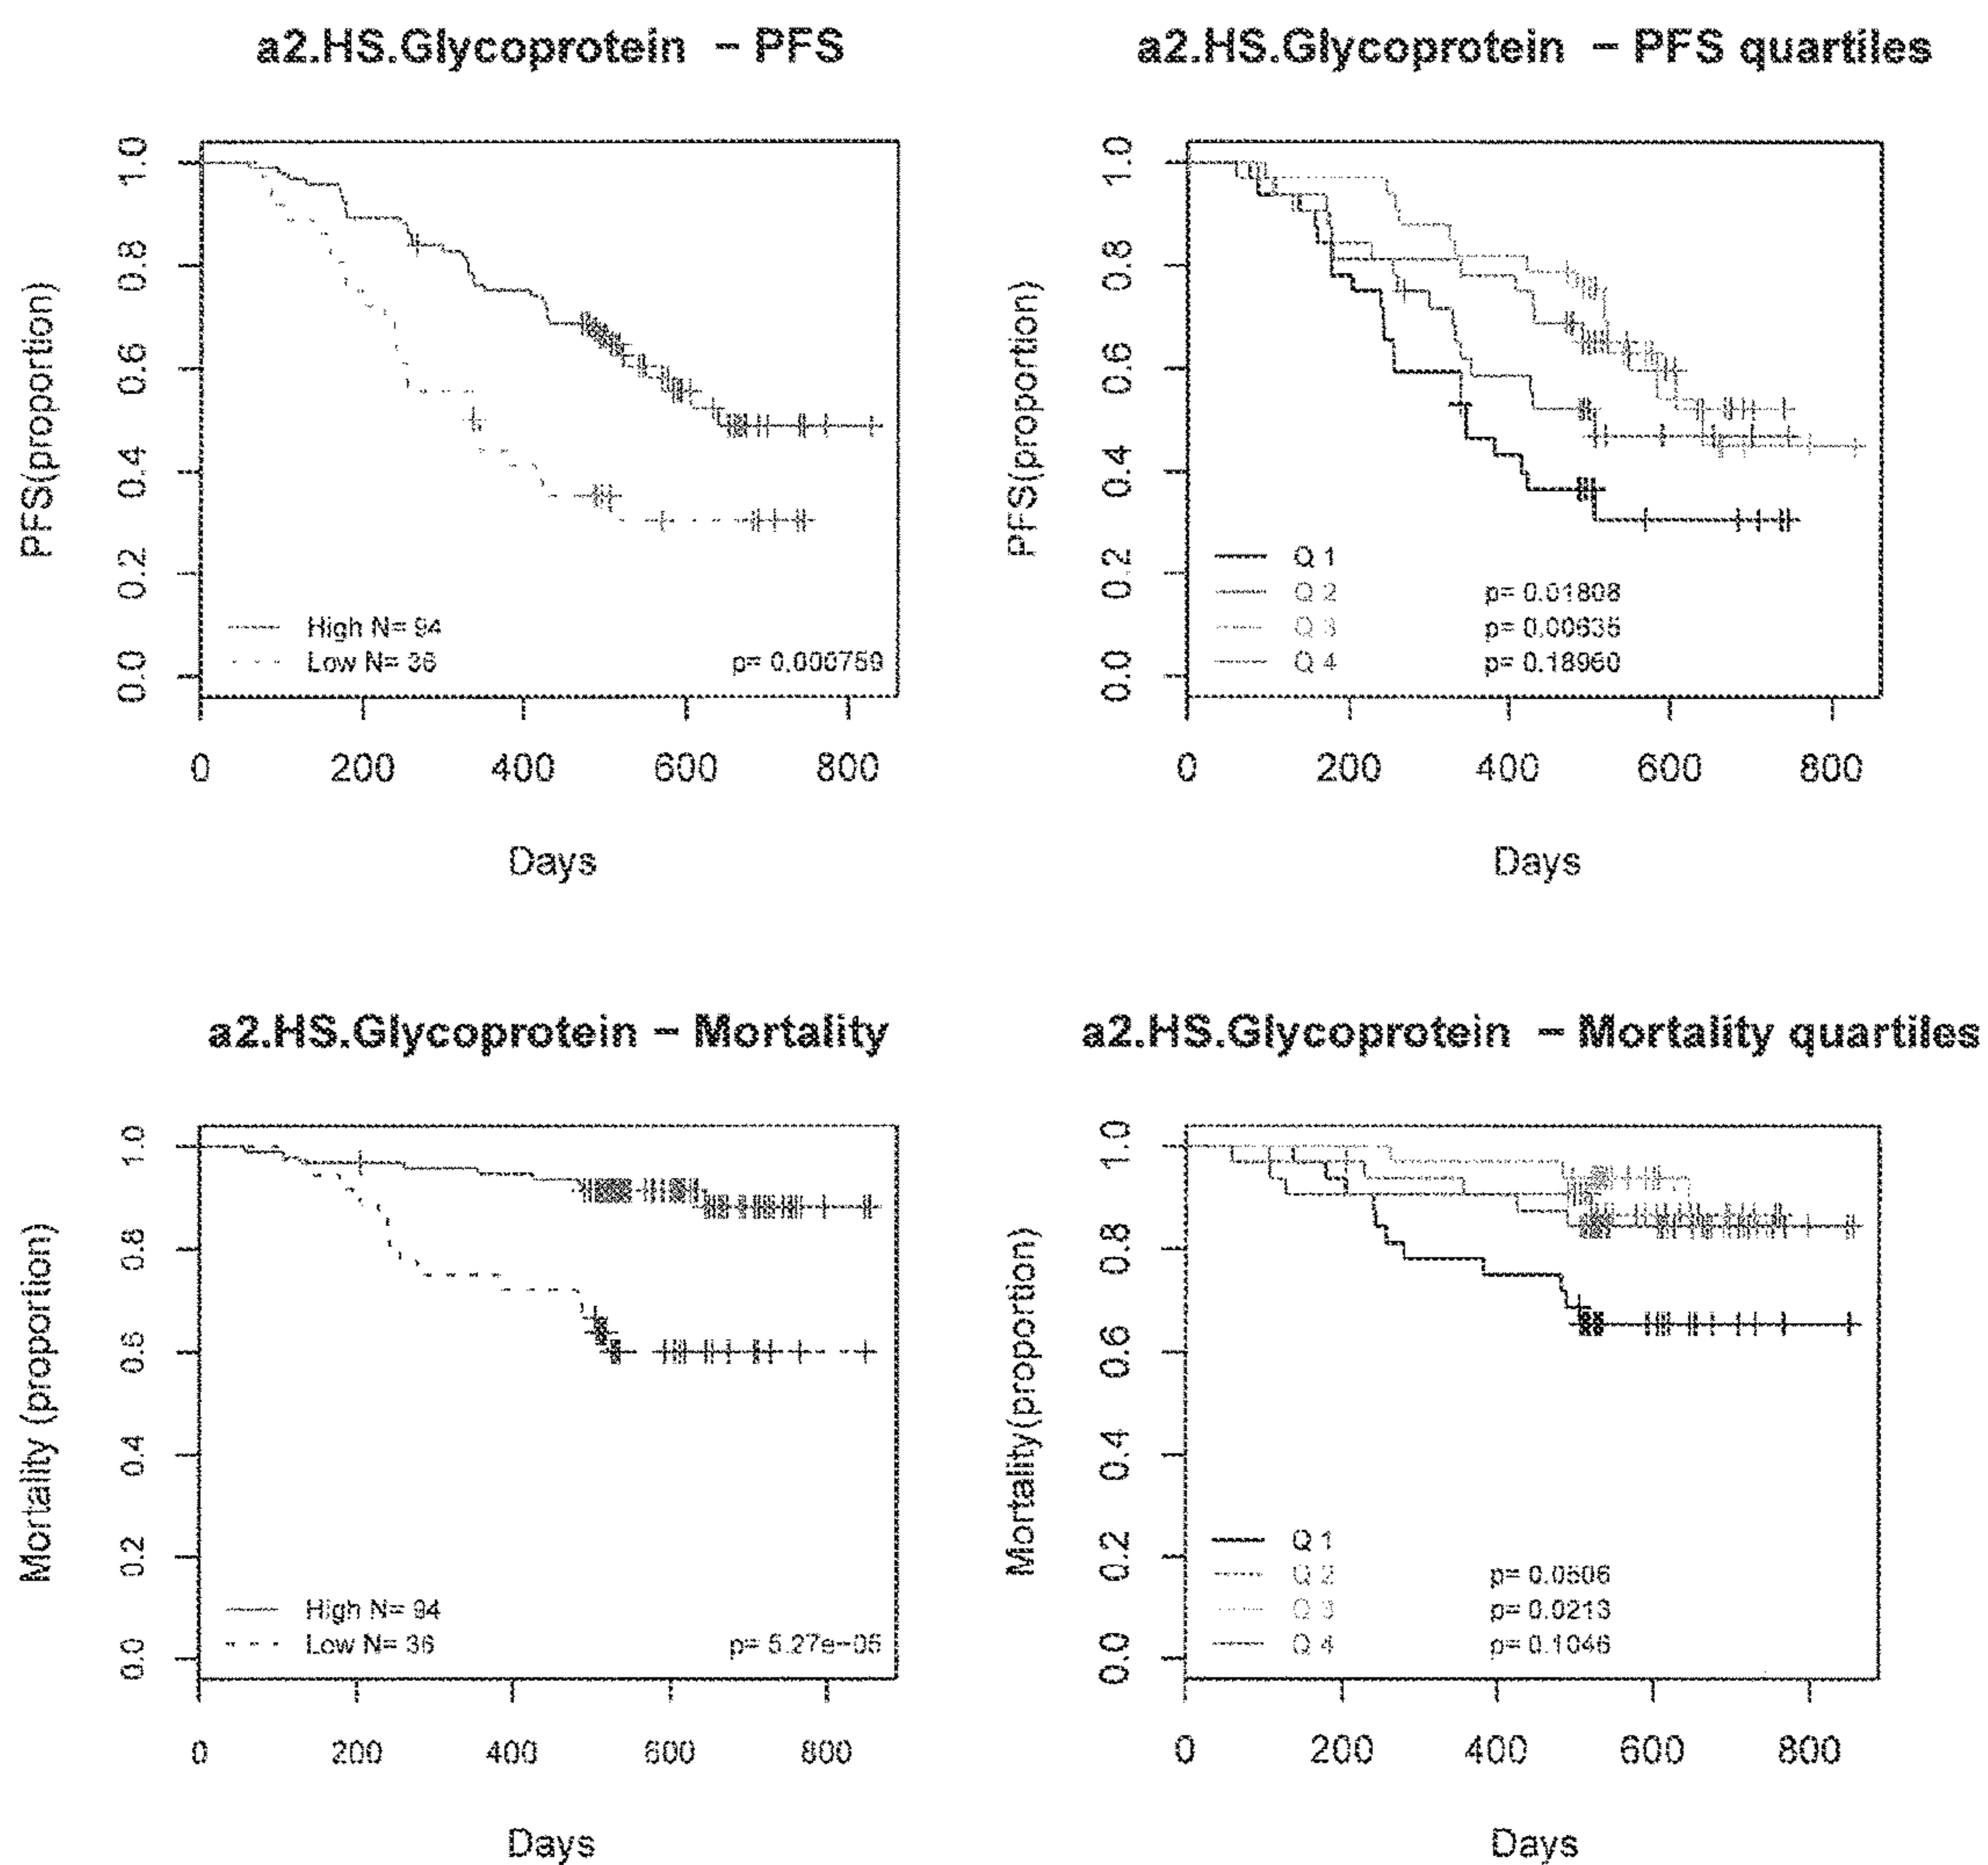 a2.HS.Glycoprotein − PFS
PFS(proportion)
1.0
0.8
0.6
0.4
0.2
0.0
High N= 94
Low N= 36
p= 0.000759
0 200 400 600 800
Days
a2.HS.Glycoprotein − PFS quartiles
PFS(proportion)
1.0
0.8
0.6
0.4
0.2
0.0
Q 1
Q 2 p= 0.01808
Q 3 p= 0.00635
Q 4 p= 0.18960
0 200 400 600 800
Days
a2.HS.Glycoprotein − Mortality
Mortality (proportion)
1.0
0.8
0.6
0.4
0.2
0.0
High N= 94
Low N= 36
p= 5.27e−05
0 200 400 600 800
Days
a2.HS.Glycoprotein − Mortality quartiles
Mortality(proportion)
1.0
0.8
0.6
0.4
0.2
0.0
Q 1
Q 2 p= 0.0506
Q 3 p= 0.0213
Q 4 p= 0.1046
0 200 400 600 800
Days